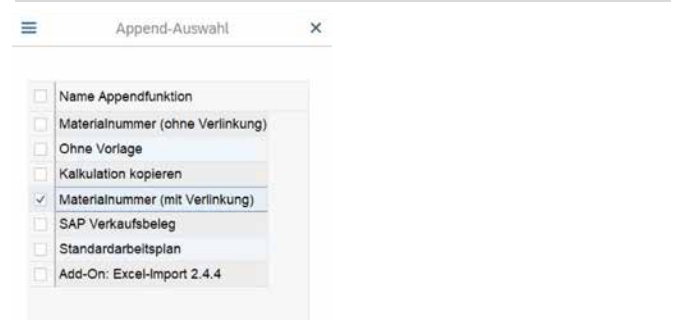 Append-Auswahl
Name Appendfunktion
Materialnummer (ohne Verlinkung)
Ohne Vorlage
Kalkulation kopieren
Materialnummer (mit Verlinkung)
SAP Verkaufsbeleg
Standardarbeitsplan
Add-On: Excel-Import 2.4.4